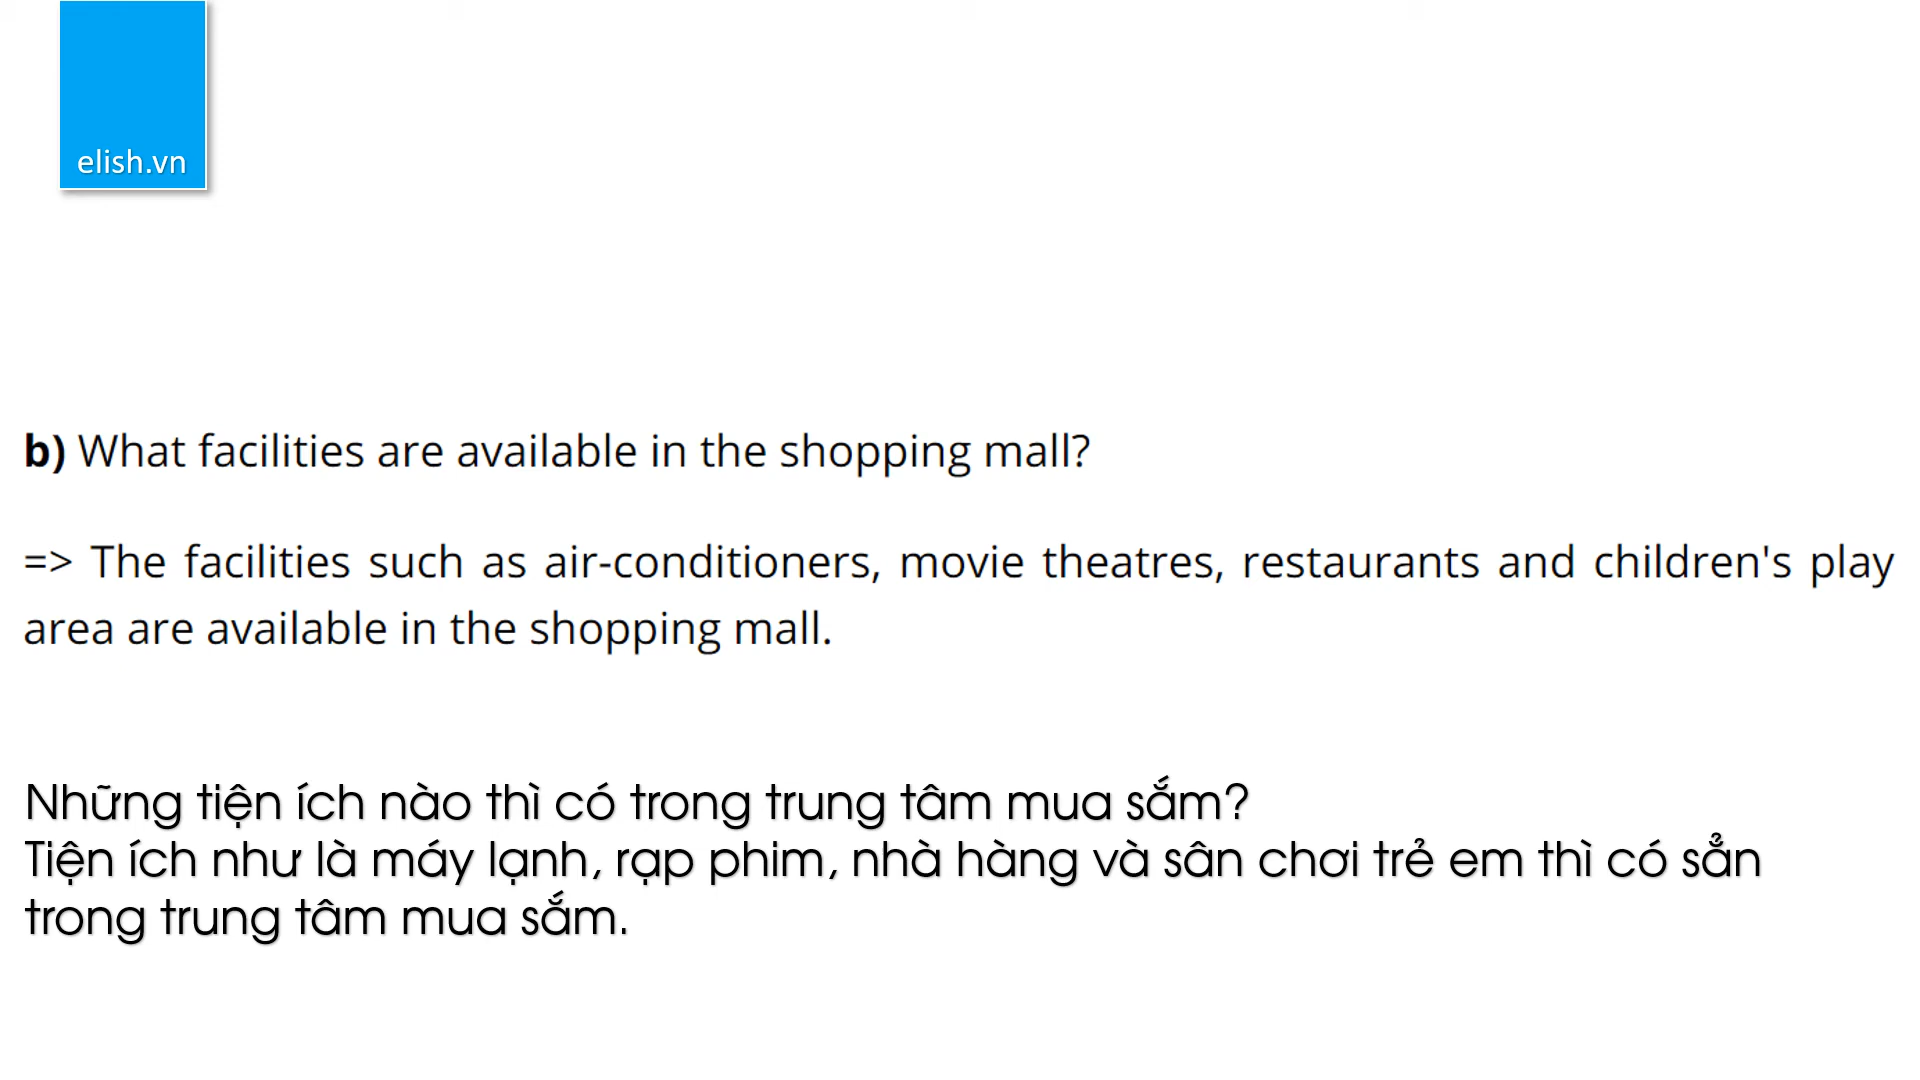 elish.vn
b) What facilities are available in the shopping mall?
=> The facilities such as air-conditioners, movie theatres, restaurants and children's play
area are available in the shopping mall.
Những tiện ích nào thì có trong trung tâm mua sắm?
Tiện ích như là máy lạnh, rạp phim, nhà hàng và sân chơi trẻ em thì có sẳn
trong trung tâm mua sắm.